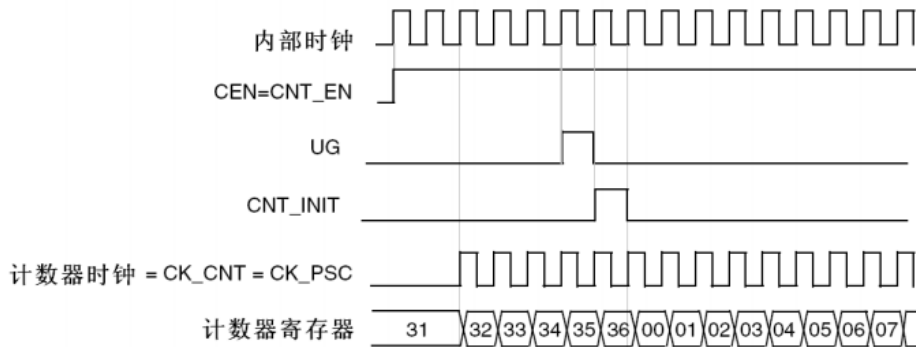 内部时钟
CEN=CNT_EN
UG
CNT_INIT
计数器时钟 = CK_CNT = CK_PSC
计数器寄存器 31 32 33 34 35 36 00 01 02 03 04 05 06 07